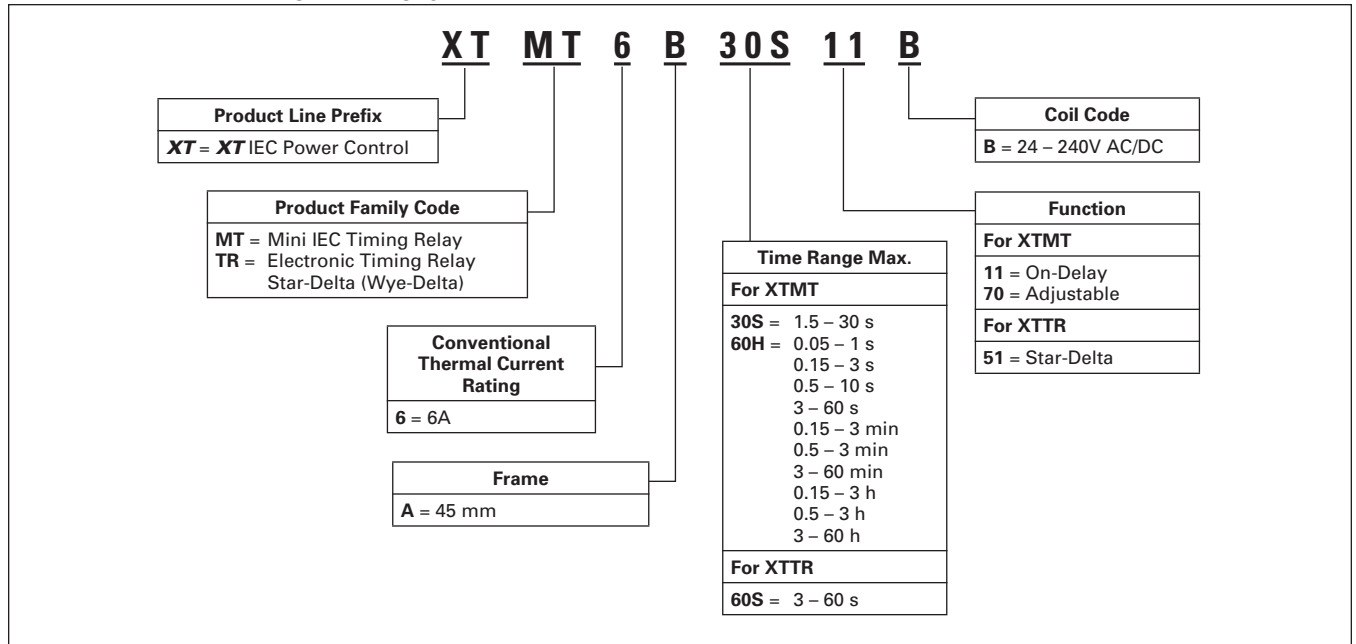 XT MT 6 B 30S 11 B
Product Line Prefix
XT = XT IEC Power Control
Product Family Code
MT = Mini IEC Timing Relay
TR = Electronic Timing Relay
Star-Delta (Wye-Delta)
Conventional
Thermal Current
Rating
6 = 6A
Frame
A = 45 mm
Time Range Max.
For XTMT
30S = 1.5 – 30 s
60H = 0.05 – 1 s
0.15 – 3 s
0.5 – 10 s
3 – 60 s
0.15 – 3 min
0.5 – 3 min
3 – 60 min
0.15 – 3 h
0.5 – 3 h
3 – 60 h
For XTTR
60S = 3 – 60 s
Coil Code
B = 24 – 240V AC/DC
Function
For XTMT
11 = On-Delay
70 = Adjustable
For XTTR
51 = Star-Delta